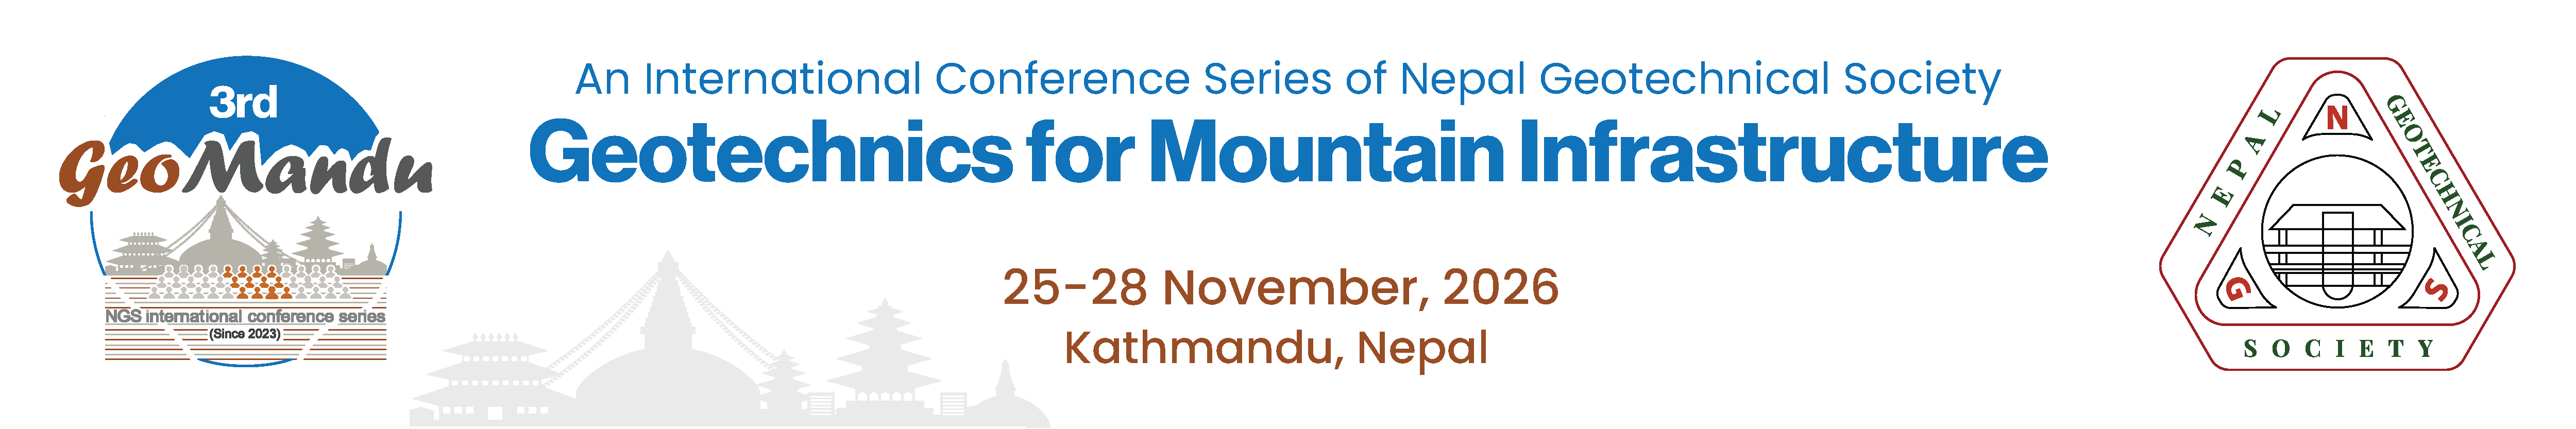 3rd
GeoMandu
NGS international conference series
(Since 2023)
An International Conference Series of Nepal Geotechnical Society
Geotechnics for Mountain Infrastructure
25-28 November, 2026
Kathmandu, Nepal
NEPAL
GEOTECHNICAL
SOCIETY
N
G
S